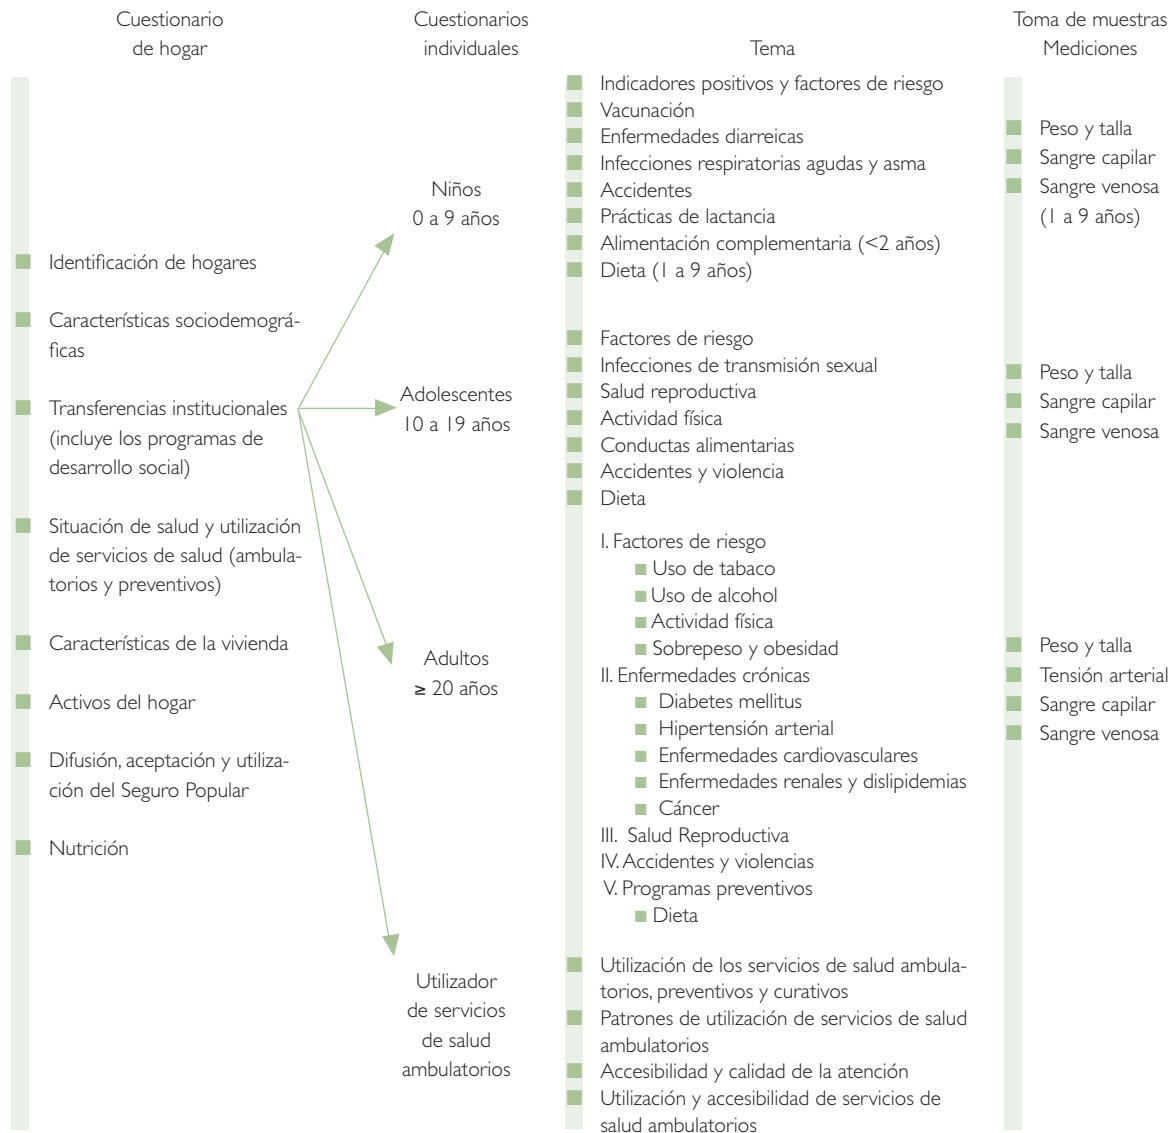 Cuestionario
de hogar
Identificación de hogares
Características sociodemográ-
ficas
Transferencias institucionales
(incluye los programas de
desarrollo social)
Situación de salud y utilización
de servicios de salud (ambula-
torios y preventivos)
Características de la vivienda
Activos del hogar
Difusión, aceptación y utiliza-
ción del Seguro Popular
Nutrición
Cuestionarios
individuales
Niños
0 a 9 años
Adolescentes
10 a 19 años
Adultos
≥ 20 años
Utilizador
de servicios
de salud
ambulatorios
Tema
Indicadores positivos y factores de riesgo
Vacunación
Enfermedades diarreicas
Infecciones respiratorias agudas y asma
Accidentes
Prácticas de lactancia
Alimentación complementaria (<2 años)
Dieta (1 a 9 años)
Factores de riesgo
Infecciones de transmisión sexual
Salud reproductiva
Actividad física
Conductas alimentarias
Accidentes y violencia
Dieta
I. Factores de riesgo
Uso de tabaco
Uso de alcohol
Actividad física
Sobrepeso y obesidad
II. Enfermedades crónicas
Diabetes mellitus
Hipertensión arterial
Enfermedades cardiovasculares
Enfermedades renales y dislipidemias
Cáncer
III. Salud Reproductiva
IV. Accidentes y violencias
V. Programas preventivos
Dieta
Utilización de los servicios de salud ambula-
torios, preventivos y curativos
Patrones de utilización de servicios de salud
ambulatorios
Accesibilidad y calidad de la atención
Utilización y accesibilidad de servicios de
salud ambulatorios
Toma de muestras
Mediciones
Peso y talla
Sangre capilar
Sangre venosa
(1 a 9 años)
Peso y talla
Sangre capilar
Sangre venosa
Peso y talla
Tensión arterial
Sangre capilar
Sangre venosa